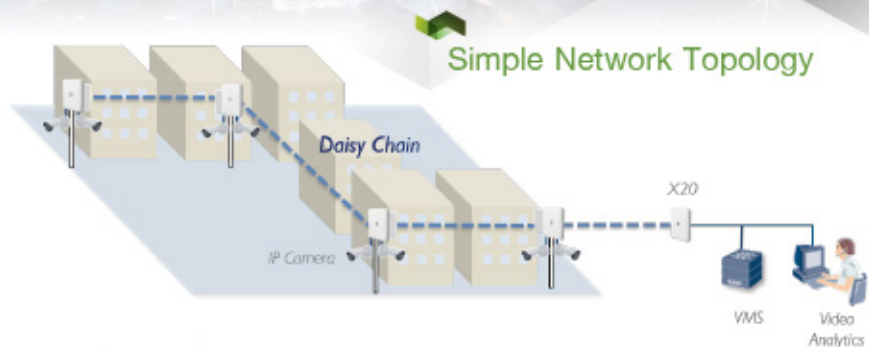 Simple Network Topology
Daisy Chain
X20
IP Camera
VMS
Video
Analytics